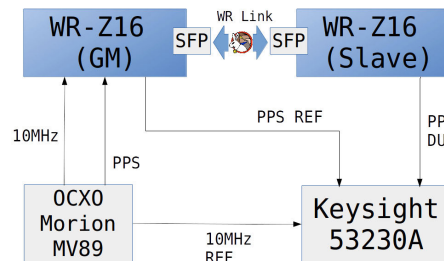 WR-Z16
(GM)
SFP
WR Link
SFP
WR-Z16
(Slave)
PPS REF
10MHz
PPS
OCXO
Morion
MV89
10MHz
REF
Keysight
53230A